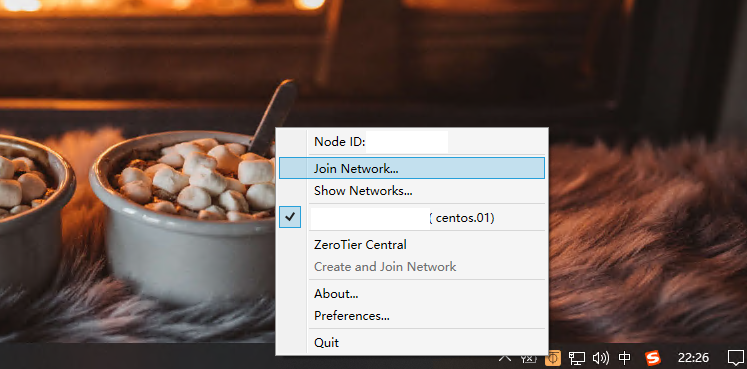 Node ID:
Join Network...
Show Networks...
( centos.01)
ZeroTier Central
Create and Join Network
About...
Preferences...
Quit
中
22:26